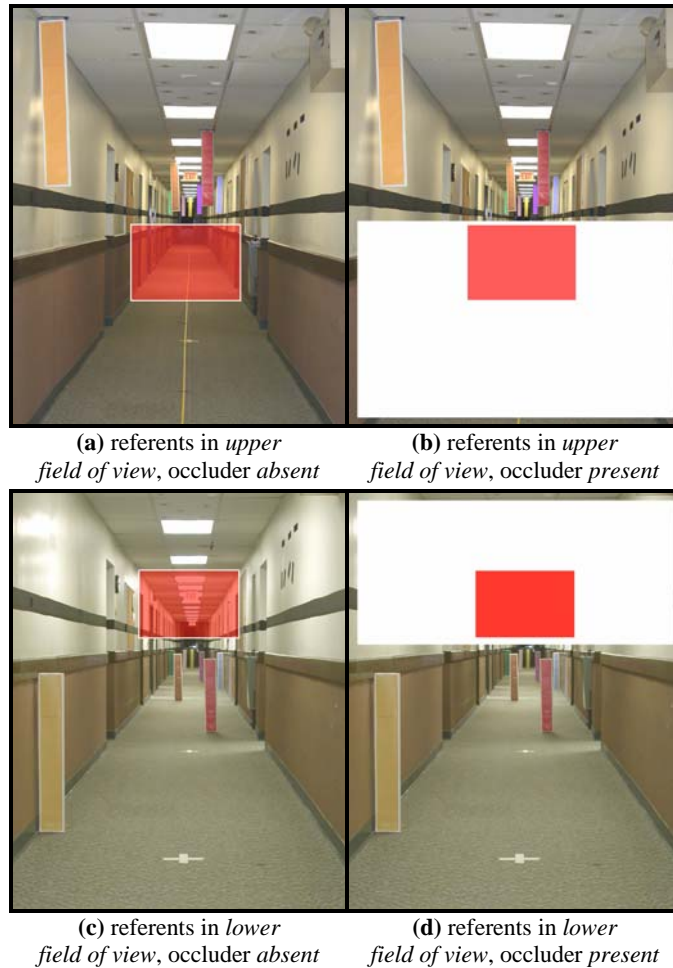 EXIT
(a) referents in upper
field of view, occluder absent
(b) referents in upper
field of view, occluder present
(c) referents in lower
field of view, occluder absent
(d) referents in lower
field of view, occluder present